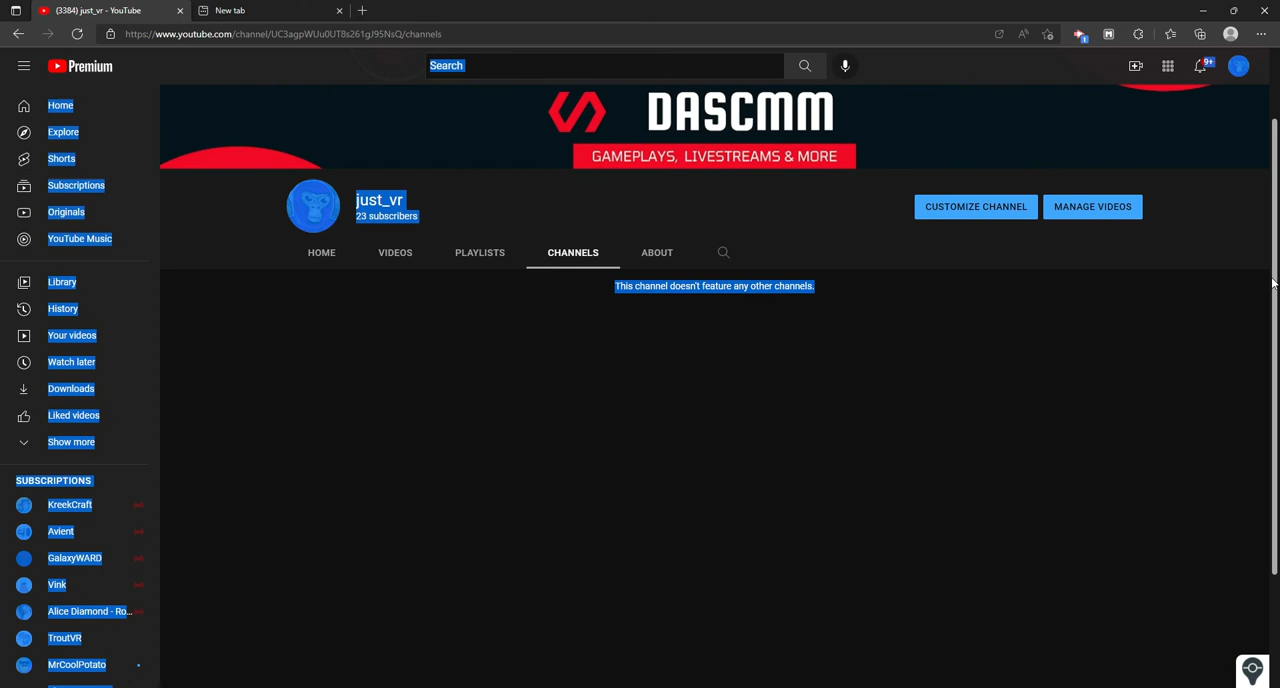 (3384) just_vr - YouTube
New tab
https://www.youtube.com/channel/UC3agpWUu0UT8s261gJ95NsQ/channels
1
Premium
Search
9+
Home
Explore
Shorts
Subscriptions
Originals
YouTube Music
Library
History
Your videos
Watch later
Downloads
Liked videos
Show more
SUBSCRIPTIONS
KreekCraft
Avient
GalaxyWARD
Vink
Alice Diamond - Ro...
TroutVR
MrCoolPotato
DASCMM
GAMEPLAYS, LIVESTREAMS & MORE
just_vr
23 subscribers
CUSTOMIZE CHANNEL
MANAGE VIDEOS
HOME
VIDEOS
PLAYLISTS
CHANNELS
ABOUT
This channel doesn't feature any other channels.